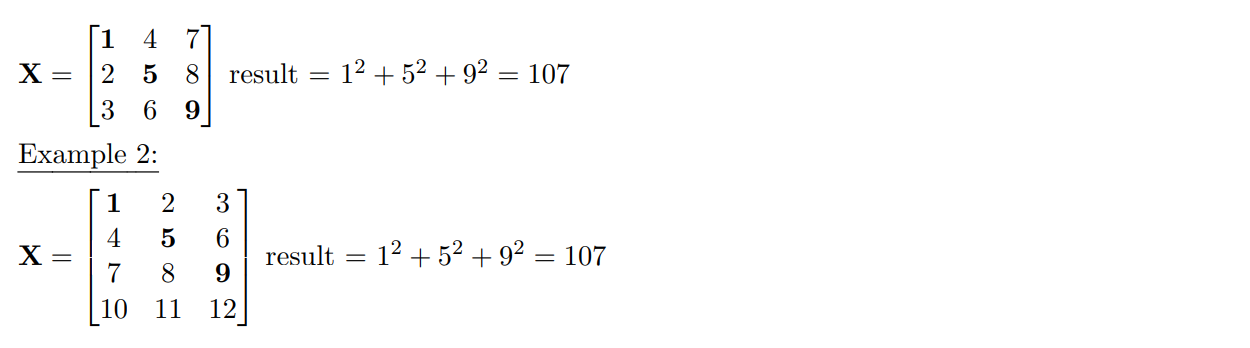 1 4 7
X = 2 5 8 result = 1² + 5² + 9² = 107
3 6 9
Example 2:
1 2 3
4 5 6
X = result = 1² + 5² + 9² = 107
7 8 9
10 11 12